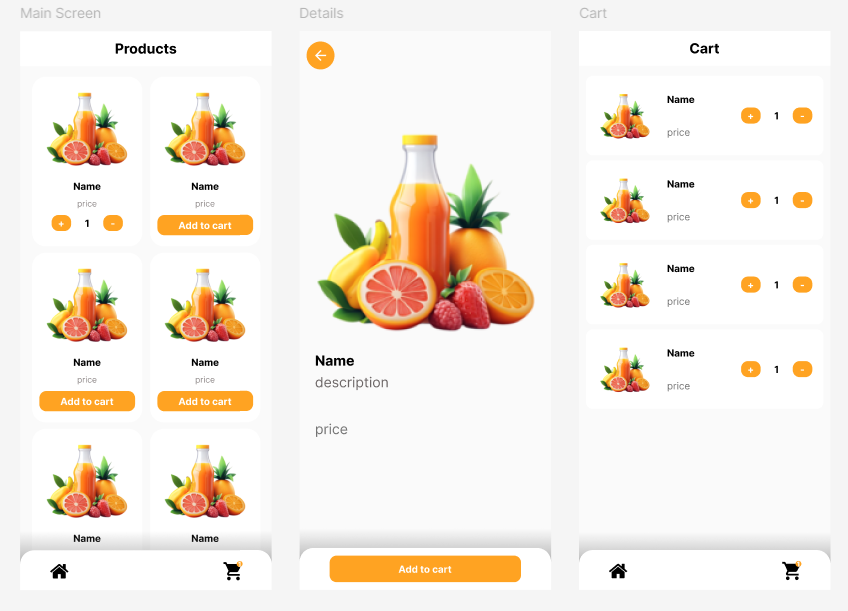 Main Screen
Products
Name
price
+ 1 -
Name
price
Add to cart
Name
price
Add to cart
Name
price
Add to cart
Name
Name
Details
Name
description
price
Add to cart
Cart
Cart
Name
price
+ 1 -
Name
price
+ 1 -
Name
price
+ 1 -
Name
price
+ 1 -